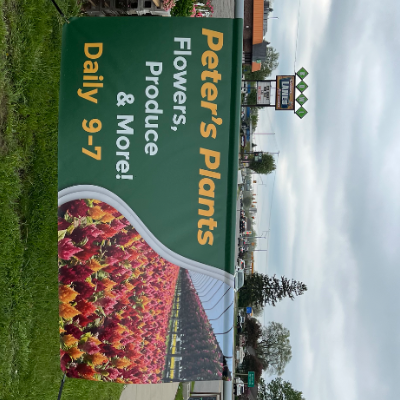 Peter's Plants
Flowers,
Produce
& More!
Daily 9-7